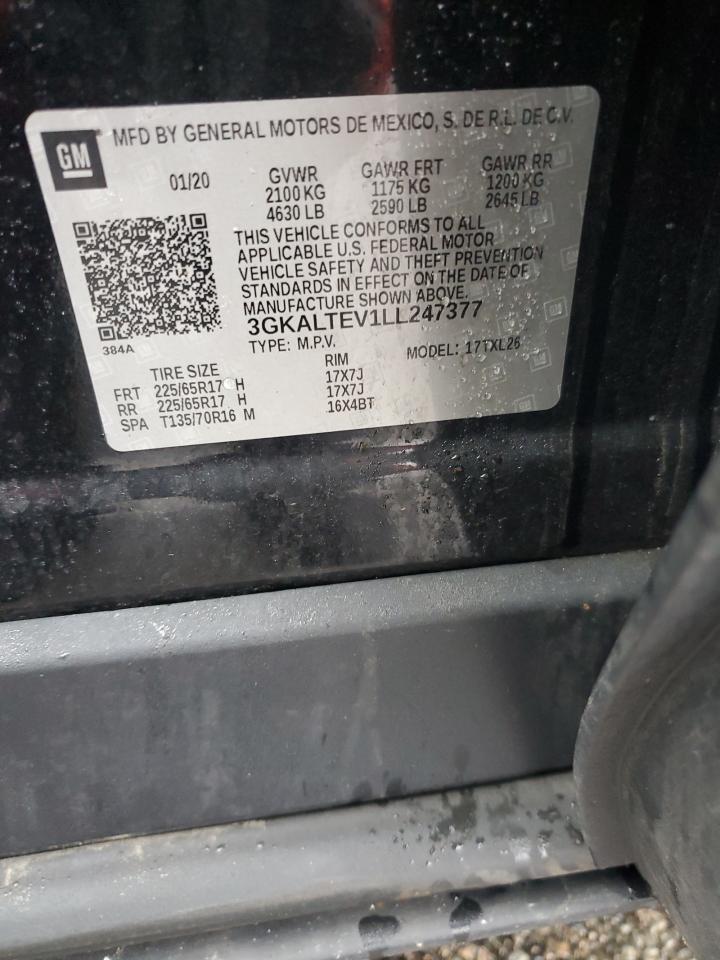 MFD BY GENERAL MOTORS DE MEXICO, S. DE R.L. DE C.V.
GM
01/20 GVWR GAWR FRT GAWR RR
2100 KG 1175 KG 1200 KG
4630 LB 2590 LB 2645 LB
THIS VEHICLE CONFORMS TO ALL
APPLICABLE U.S. FEDERAL MOTOR
VEHICLE SAFETY AND THEFT PREVENTION
STANDARDS IN EFFECT ON THE DATE OF
MANUFACTURE SHOWN ABOVE.
3GKALTEV1LL247377
384A TYPE: M.P.V. MODEL: 17TXL26
TIRE SIZE RIM
FRT 225/65R17 H 17X7J
RR 225/65R17 H 17X7J
SPA T135/70R16 M 16X4BT